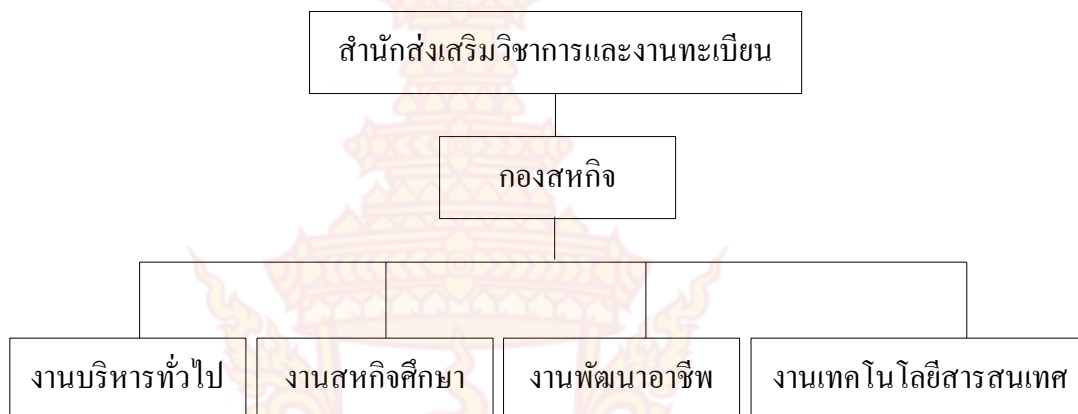 สำนักส่งเสริมวิชาการและงานทะเบียน
กองสหกิจ
งานบริหารทั่วไป
งานสหกิจศึกษา
งานพัฒนาอาชีพ
งานเทคโนโลยีสารสนเทศ